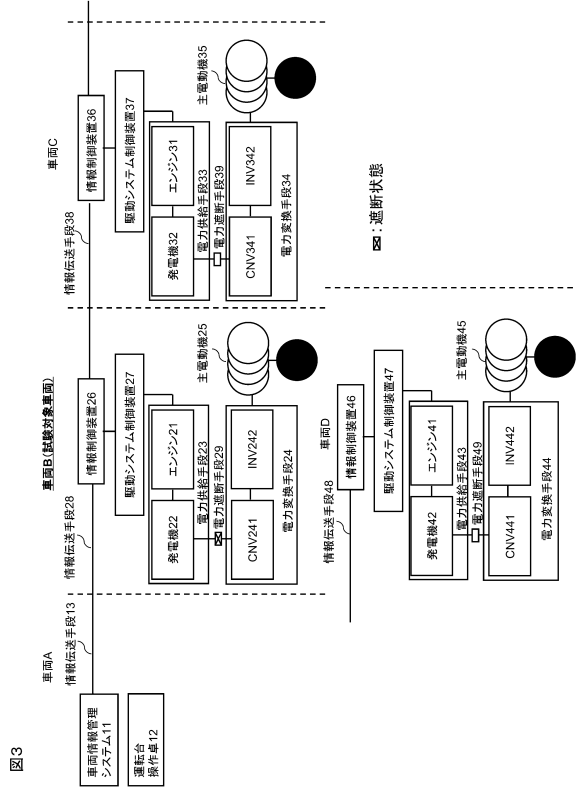 図3
車両A
情報伝送手段13
車両情報管理
システム11
運転台
操作卓12
車両B(試験対象車両)
情報伝送手段28
情報制御装置26
駆動システム制御装置27
発電機22
エンジン21
電力供給手段23
電力遮断手段29
CNV241
INV242
電力変換手段24
主電動機25
車両C
情報伝送手段38
情報制御装置36
駆動システム制御装置37
発電機32
エンジン31
電力供給手段33
電力遮断手段39
CNV341
INV342
電力変換手段34
主電動機35
車両D
情報伝送手段48
情報制御装置46
駆動システム制御装置47
発電機42
エンジン41
電力供給手段43
電力遮断手段49
CNV441
INV442
電力変換手段44
主電動機45
:遮断状態